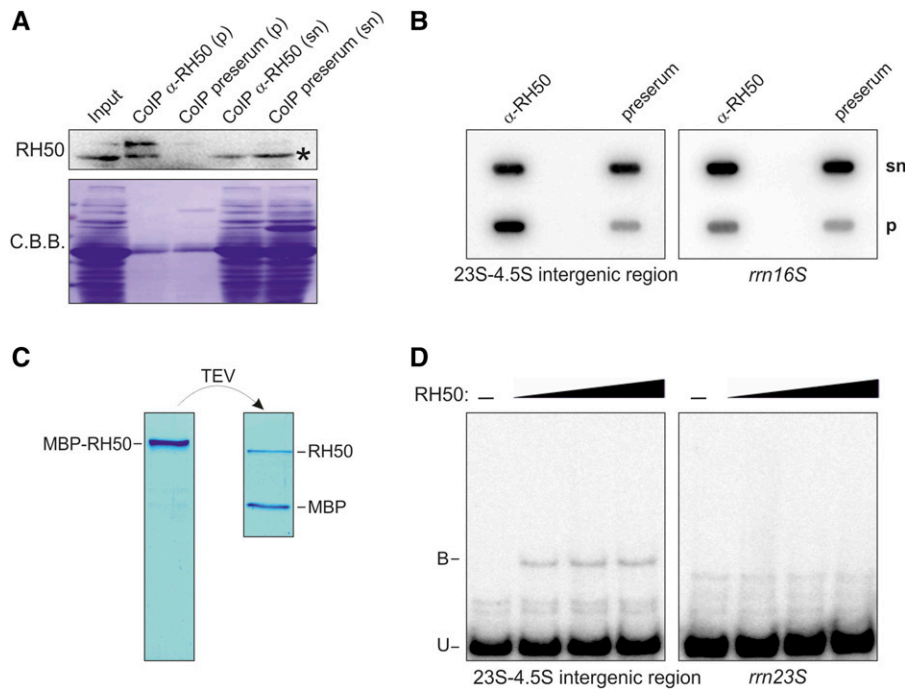 A
Input
CoIP α-RH50 (p)
CoIP preserum (p)
CoIP α-RH50 (sn)
CoIP preserum (sn)
RH50
*
C.B.B.
B
α-RH50
preserum
α-RH50
preserum
sn
p
23S-4.5S intergenic region
rrn16S
C
TEV
MBP-RH50
RH50
MBP
D
RH50:
–
–
B
U
23S-4.5S intergenic region
rrn23S